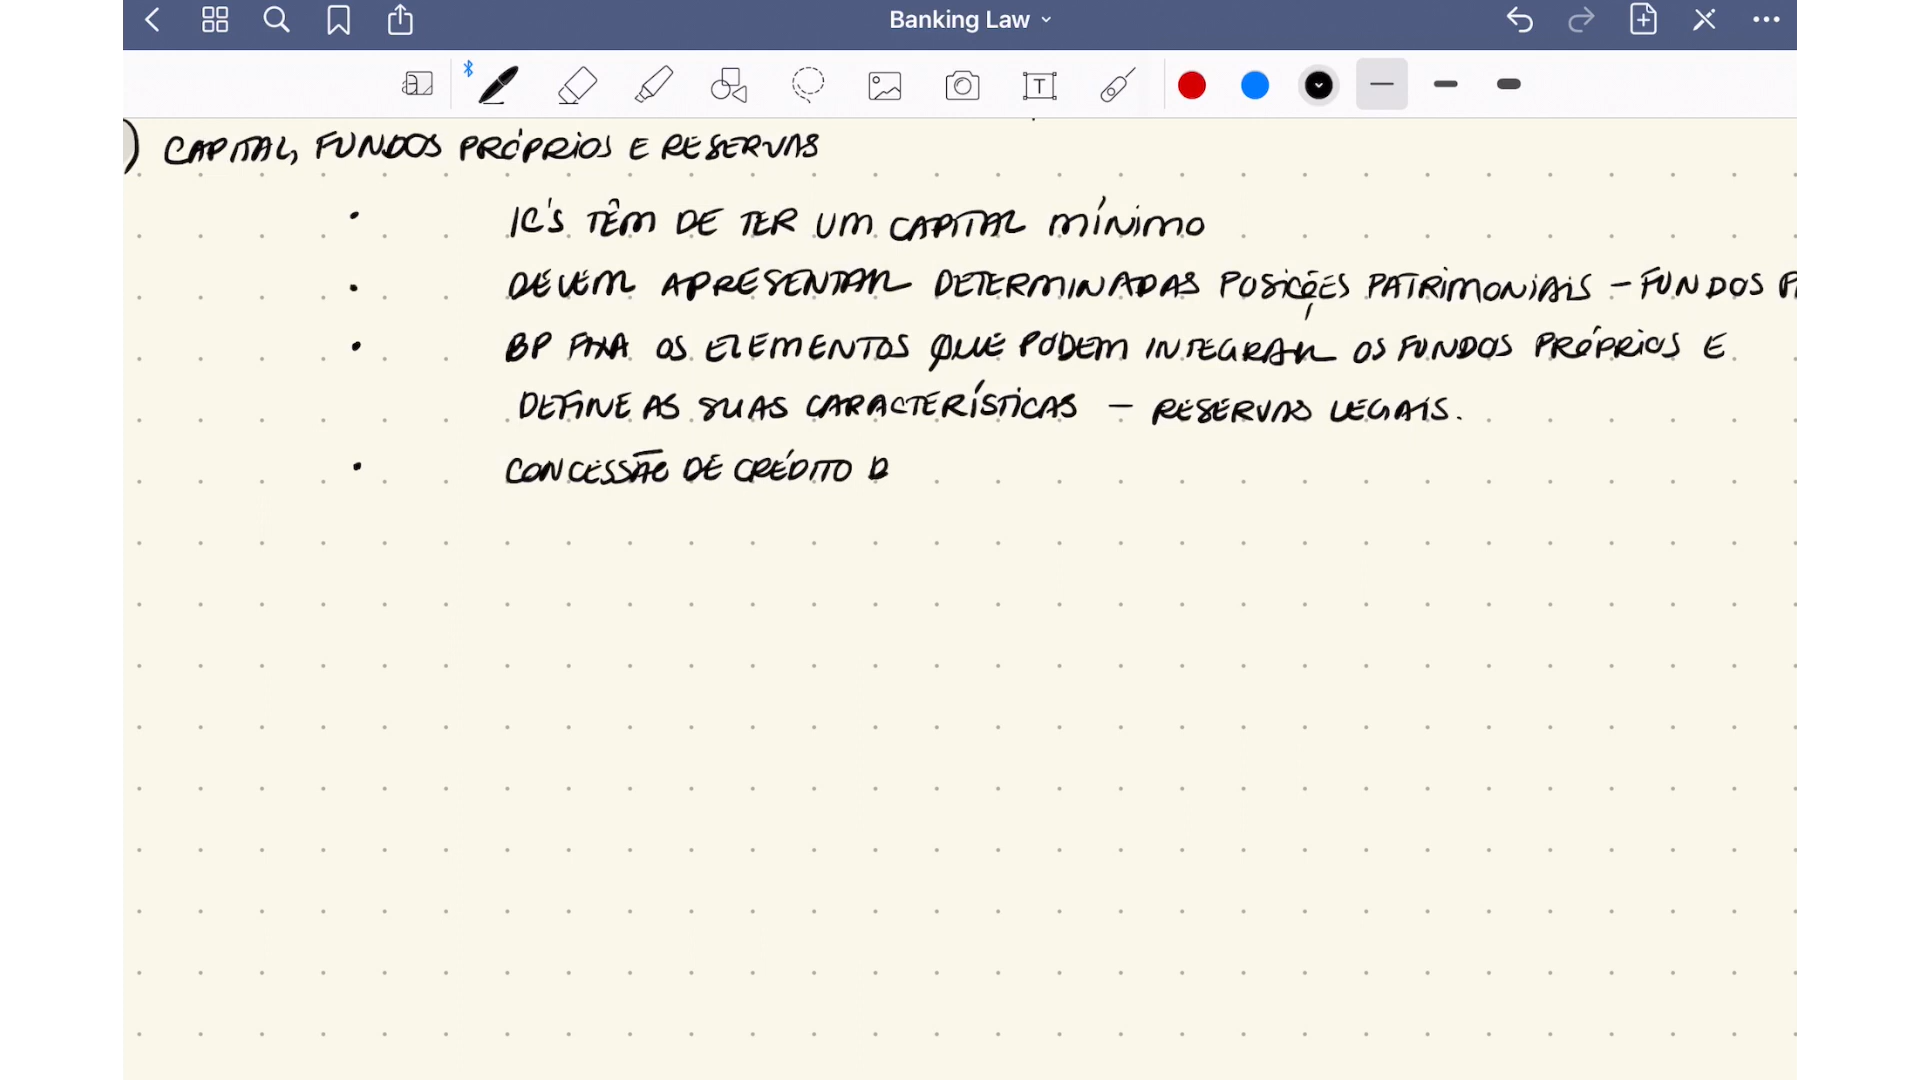 Banking Law
) CAPITAL, FUNDOS PRÓPRIOS E RESERVAS
• IC'S TÊM DE TER UM CAPITAL MÍNIMO
• DEVEM APRESENTAR DETERMINADAS POSIÇÕES PATRIMONIAIS – FUNDOS P
• BP FIXA OS ELEMENTOS QUE PODEM INTEGRAR OS FUNDOS PRÓPRIOS E
DEFINE AS SUAS CARACTERÍSTICAS – RESERVAS LEGAIS.
• CONCESSÃO DE CRÉDITO D